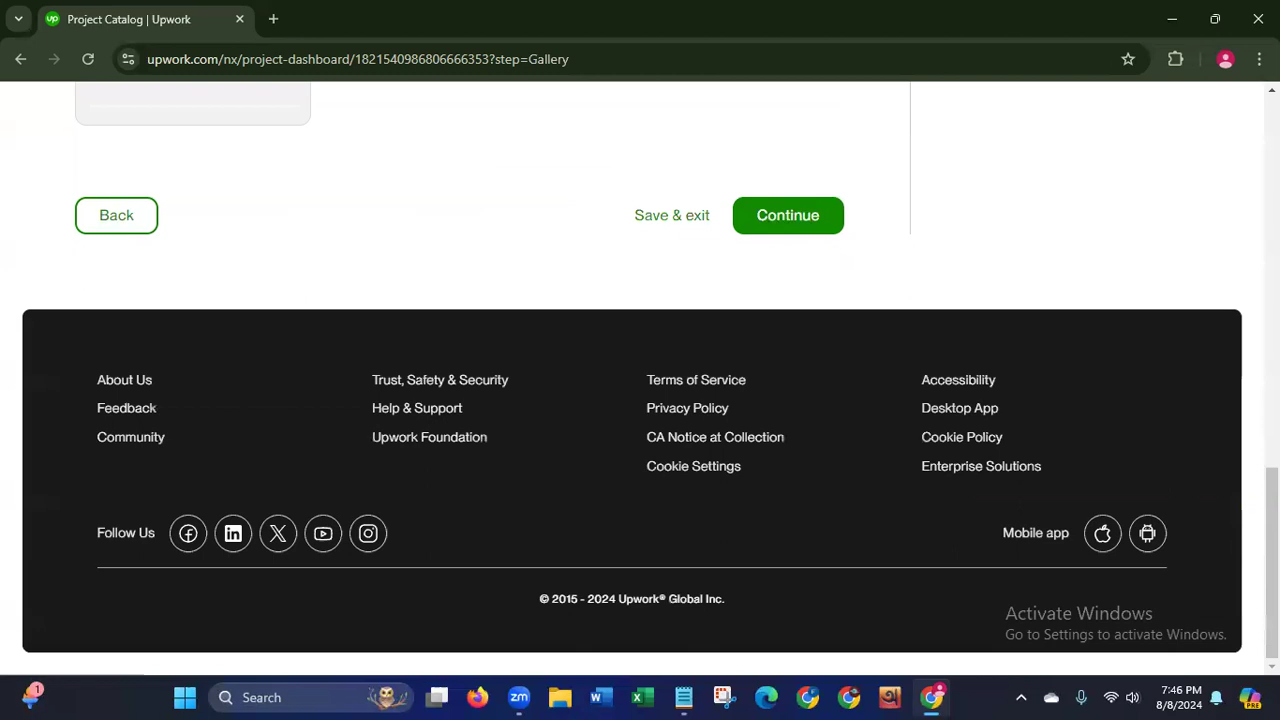 Project Catalog | Upwork
upwork.com/nx/project-dashboard/1821540986806666353?step=Gallery
Back
Save & exit
Continue
About Us
Trust, Safety & Security
Terms of Service
Accessibility
Feedback
Help & Support
Privacy Policy
Desktop App
Community
Upwork Foundation
CA Notice at Collection
Cookie Policy
Cookie Settings
Enterprise Solutions
Follow Us
Mobile app
© 2015 - 2024 Upwork® Global Inc.
Activate Windows
Go to Settings to activate Windows.
1
Search
zm
7:46 PM
8/8/2024
PRE